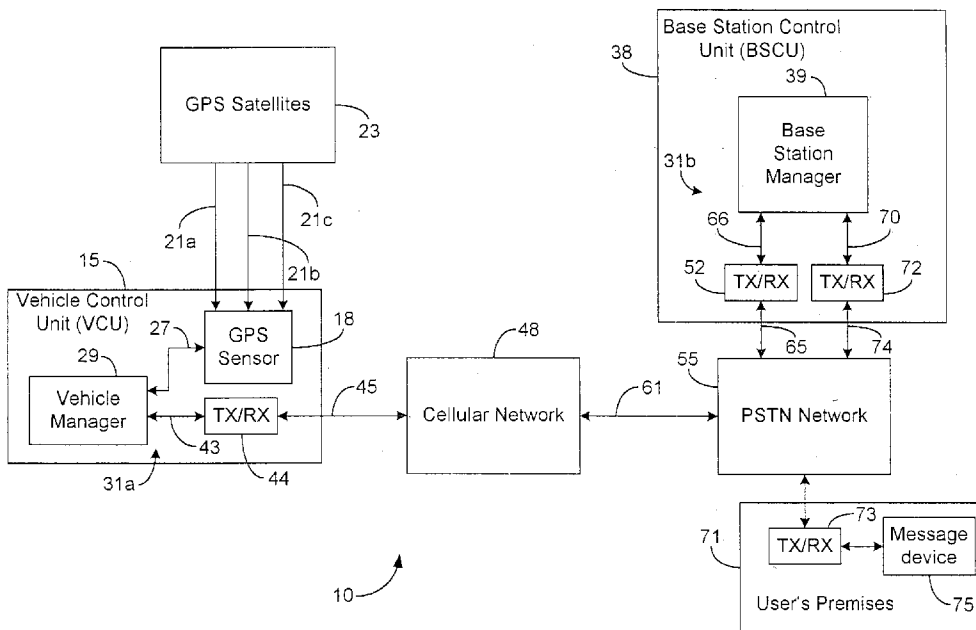 Base Station Control
Unit (BSCU)
38
39
Base
Station
Manager
31b
66
70
52
TX/RX
TX/RX
72
65
74
GPS Satellites
23
21a
21c
21b
15
Vehicle Control
Unit (VCU)
27
GPS
Sensor
18
29
Vehicle
Manager
43
TX/RX
44
31a
45
48
Cellular Network
61
55
PSTN Network
71
73
TX/RX
Message
device
75
User's Premises
10